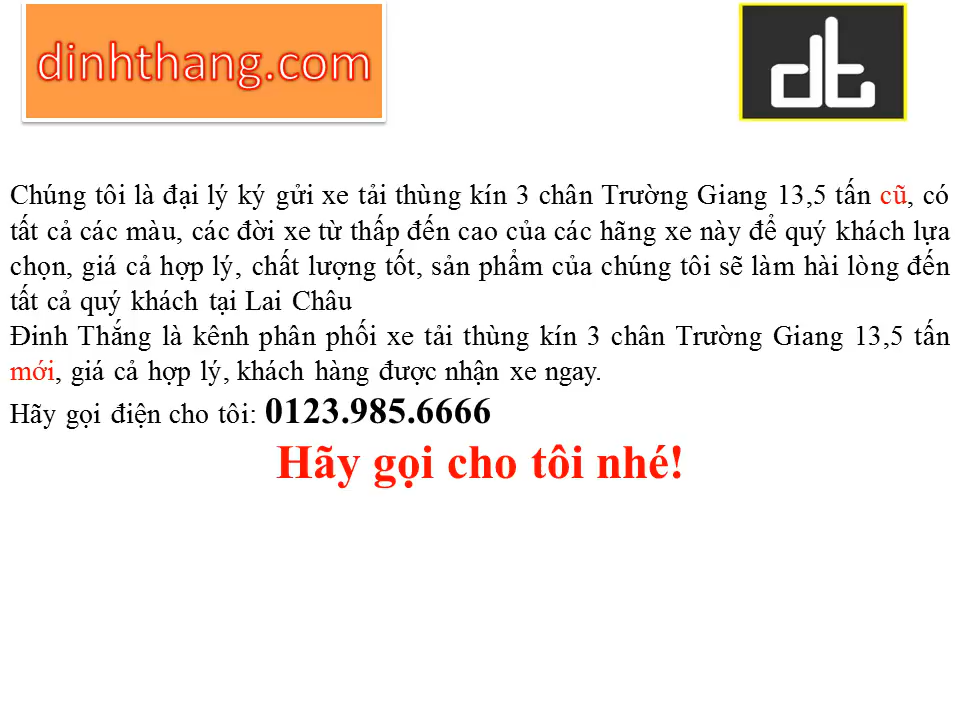 dinhthang.com
dt
Chúng tôi là đại lý ký gửi xe tải thùng kín 3 chân Trường Giang 13,5 tấn cũ, có
tất cả các màu, các đời xe từ thấp đến cao của các hãng xe này để quý khách lựa
chọn, giá cả hợp lý, chất lượng tốt, sản phẩm của chúng tôi sẽ làm hài lòng đến
tất cả quý khách tại Lai Châu
Đinh Thắng là kênh phân phối xe tải thùng kín 3 chân Trường Giang 13,5 tấn
mới, giá cả hợp lý, khách hàng được nhận xe ngay.
Hãy gọi điện cho tôi: 0123.985.6666
Hãy gọi cho tôi nhé!